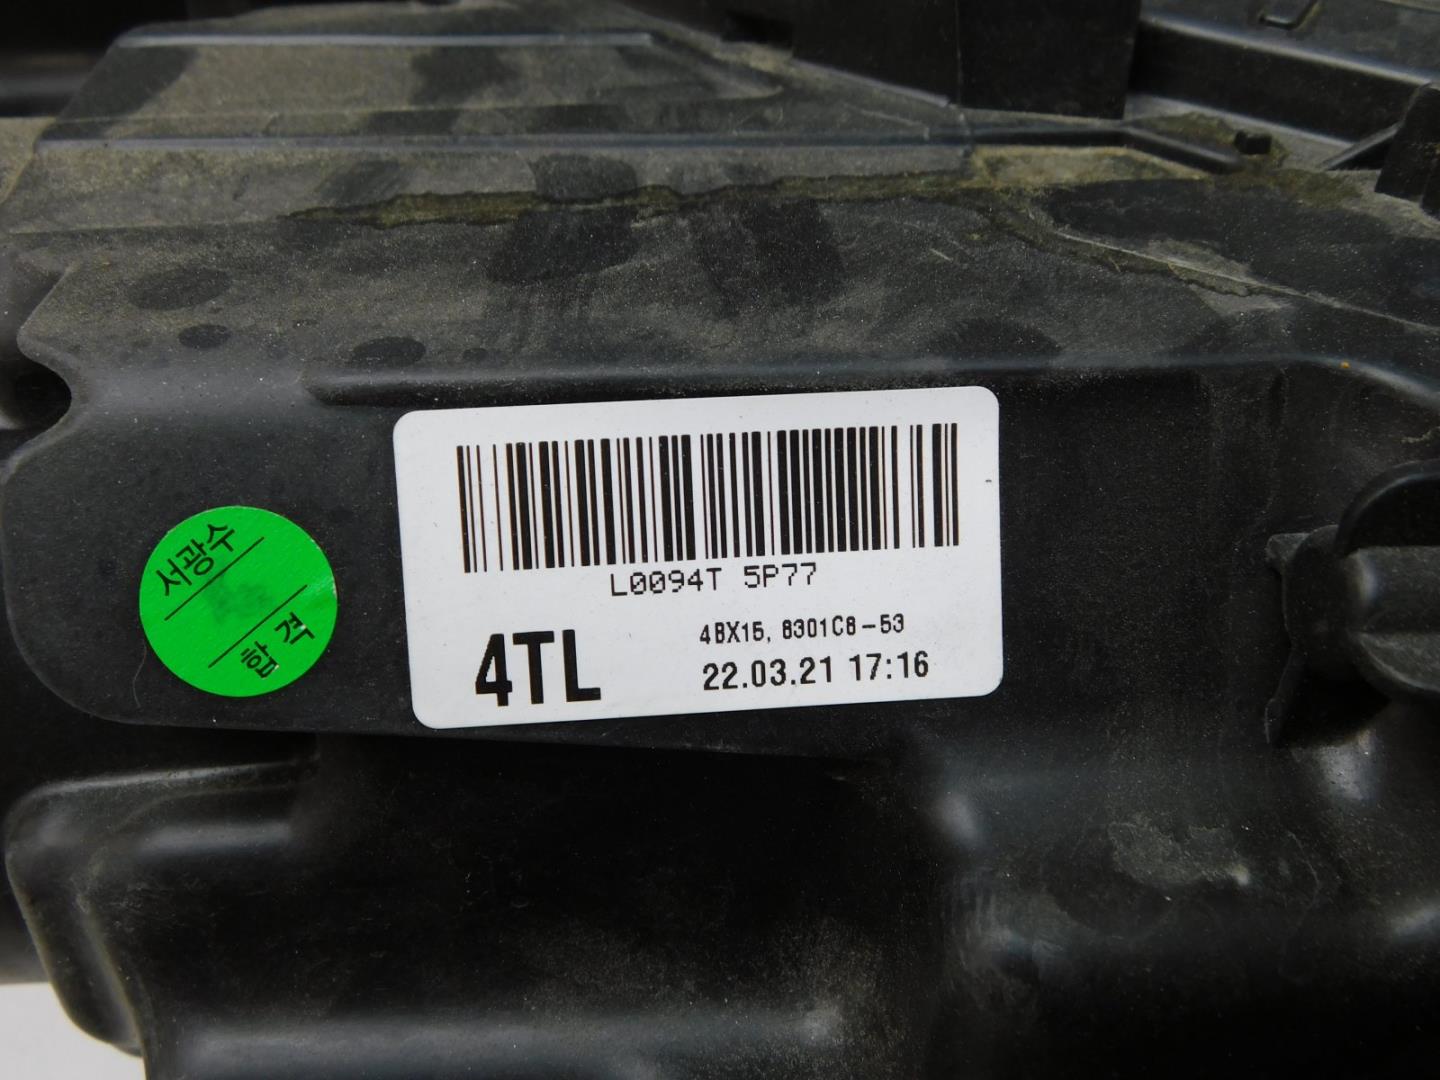 서광수
합격
L0094T 5P77
4TL
4BX15, 8301C8-53
22.03.21 17:16